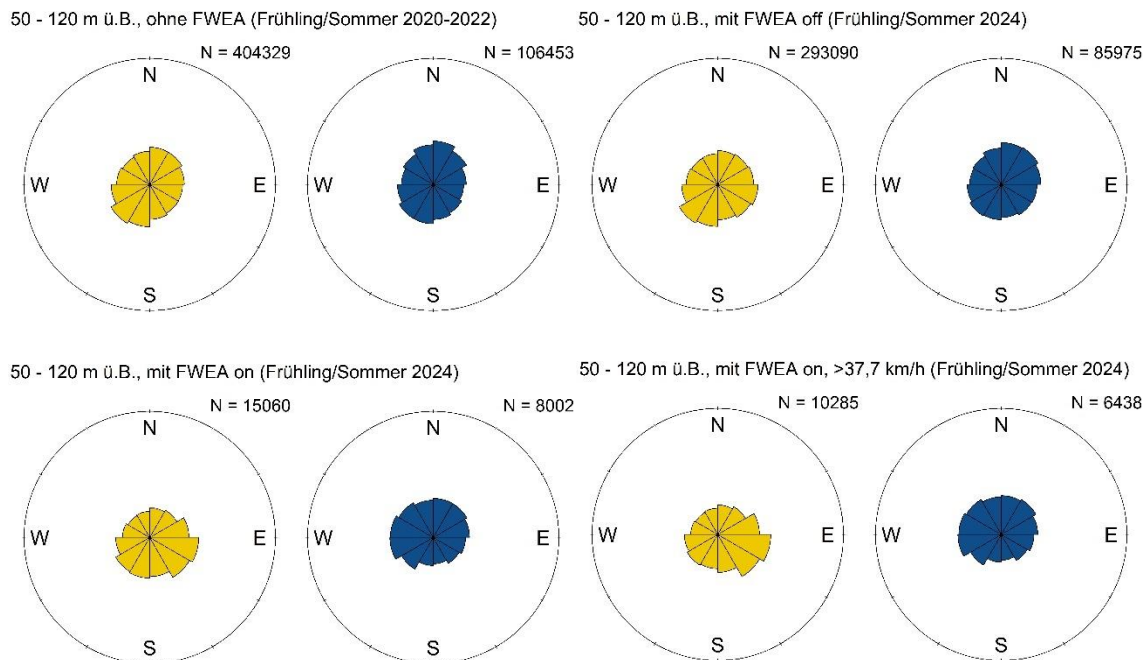 50 - 120 m ü.B., ohne FWEA (Frühling/Sommer 2020-2022)
N = 404329
N
W
E
S
N = 106453
N
W
E
S
50 - 120 m ü.B., mit FWEA off (Frühling/Sommer 2024)
N = 293090
N
W
E
S
N = 85975
N
W
E
S
50 - 120 m ü.B., mit FWEA on (Frühling/Sommer 2024)
N = 15060
N
W
E
S
N = 8002
N
W
E
S
50 - 120 m ü.B., mit FWEA on, >37,7 km/h (Frühling/Sommer 2024)
N = 10285
N
W
E
S
N = 6438
N
W
E
S